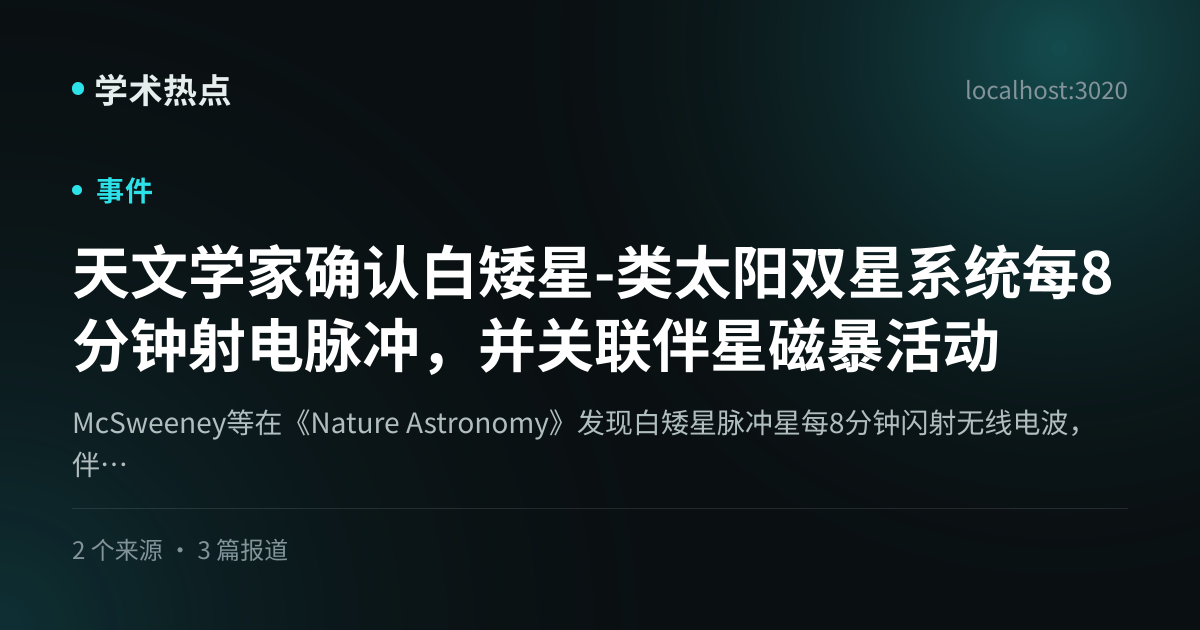 学术热点
localhost:3020
事件
天文学家确认白矮星-类太阳双星系统每8
分钟射电脉冲，并关联伴星磁暴活动
McSweeney等在《Nature Astronomy》发现白矮星脉冲星每8分钟闪射无线电波，
伴…
2 个来源 · 3 篇报道